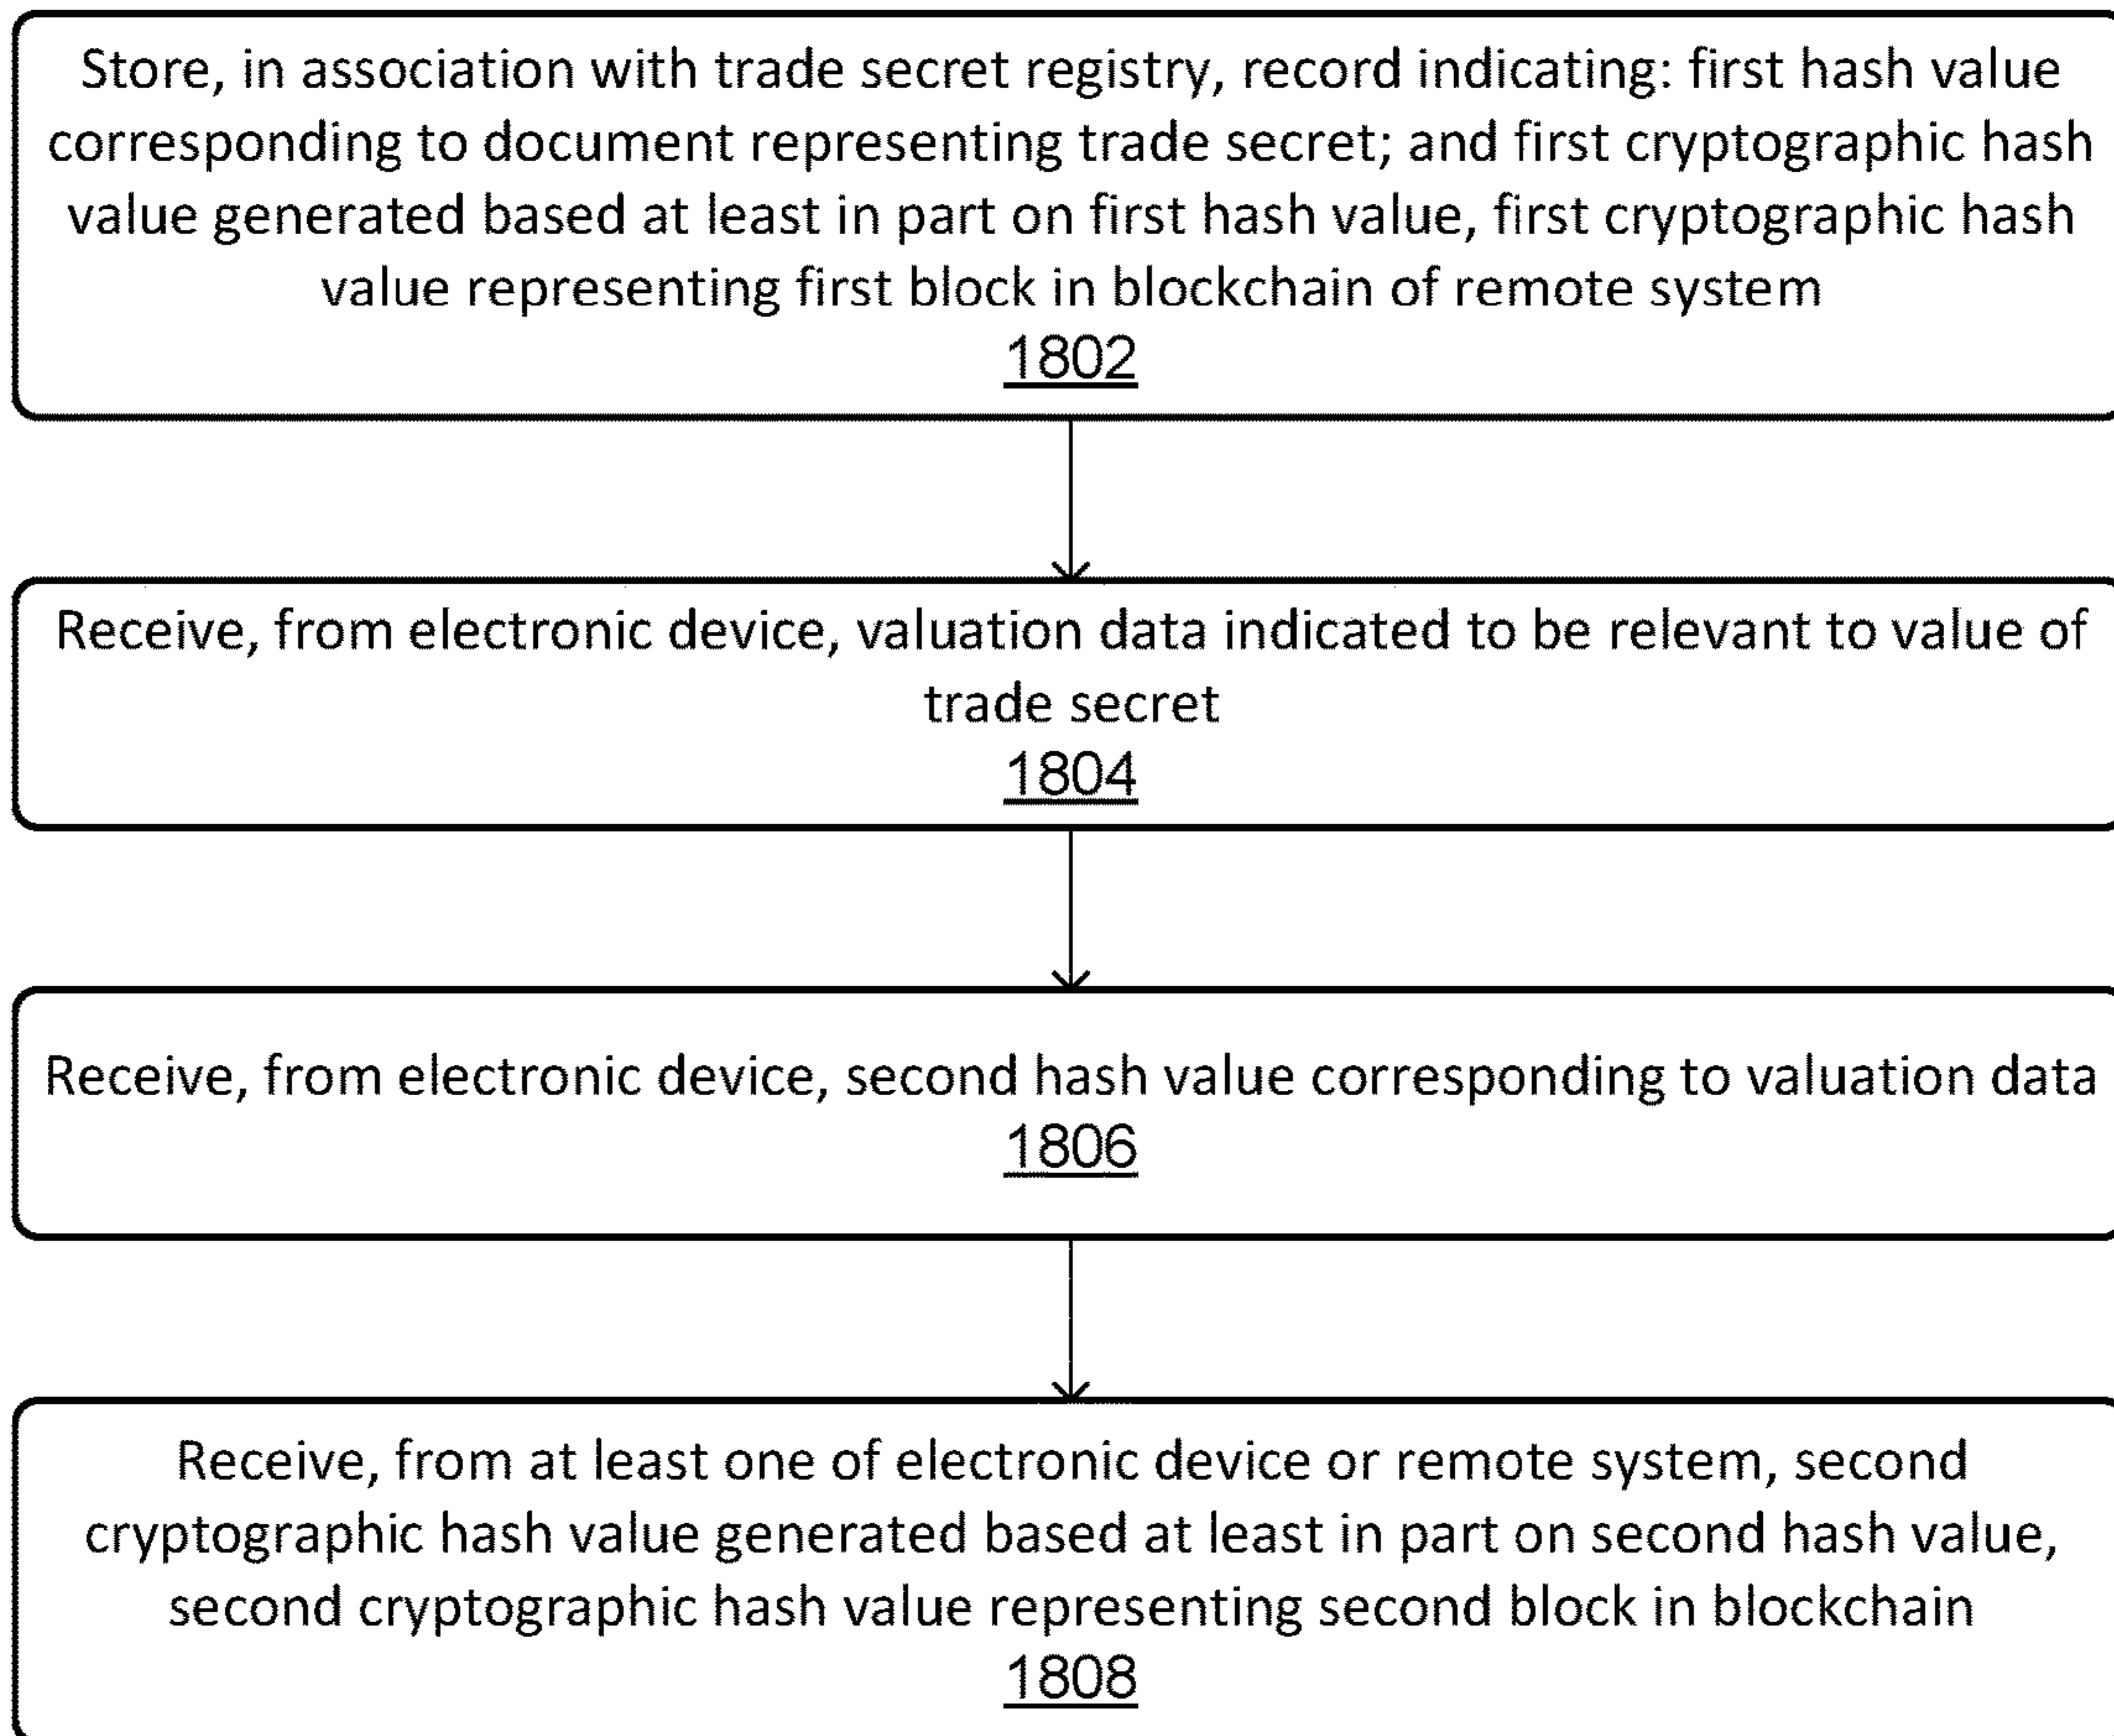 Store, in association with trade secret registry, record indicating: first hash value
corresponding to document representing trade secret; and first cryptographic hash
value generated based at least in part on first hash value, first cryptographic hash
value representing first block in blockchain of remote system
1802
Receive, from electronic device, valuation data indicated to be relevant to value of
trade secret
1804
Receive, from electronic device, second hash value corresponding to valuation data
1806
Receive, from at least one of electronic device or remote system, second
cryptographic hash value generated based at least in part on second hash value,
second cryptographic hash value representing second block in blockchain
1808